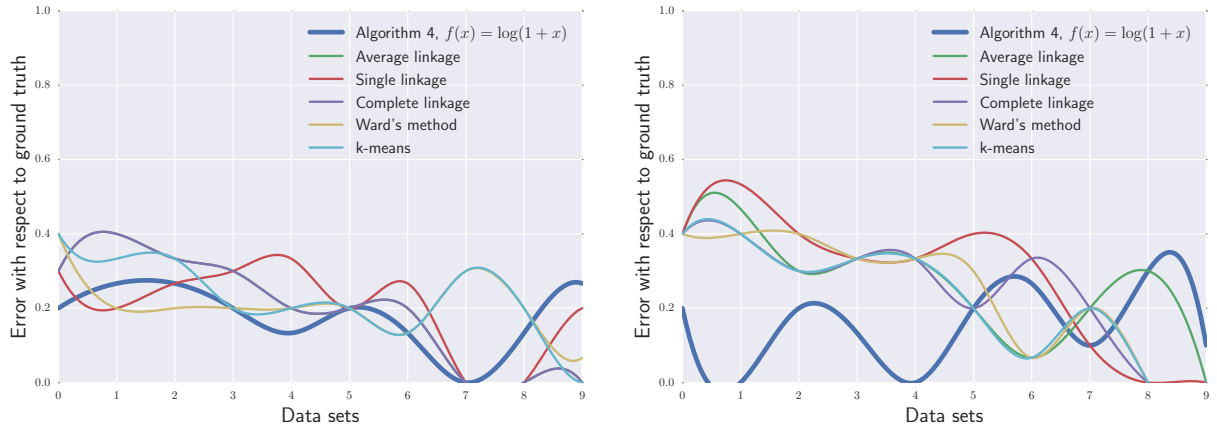 1.0
0.8
0.6
0.4
0.2
0.0
Error with respect to ground truth
Algorithm 4, f(x) = log(1 + x)
Average linkage
Single linkage
Complete linkage
Ward's method
k-means
0 1 2 3 4 5 6 7 8 9
Data sets
1.0
0.8
0.6
0.4
0.2
0.0
Error with respect to ground truth
Algorithm 4, f(x) = log(1 + x)
Average linkage
Single linkage
Complete linkage
Ward's method
k-means
0 1 2 3 4 5 6 7 8 9
Data sets